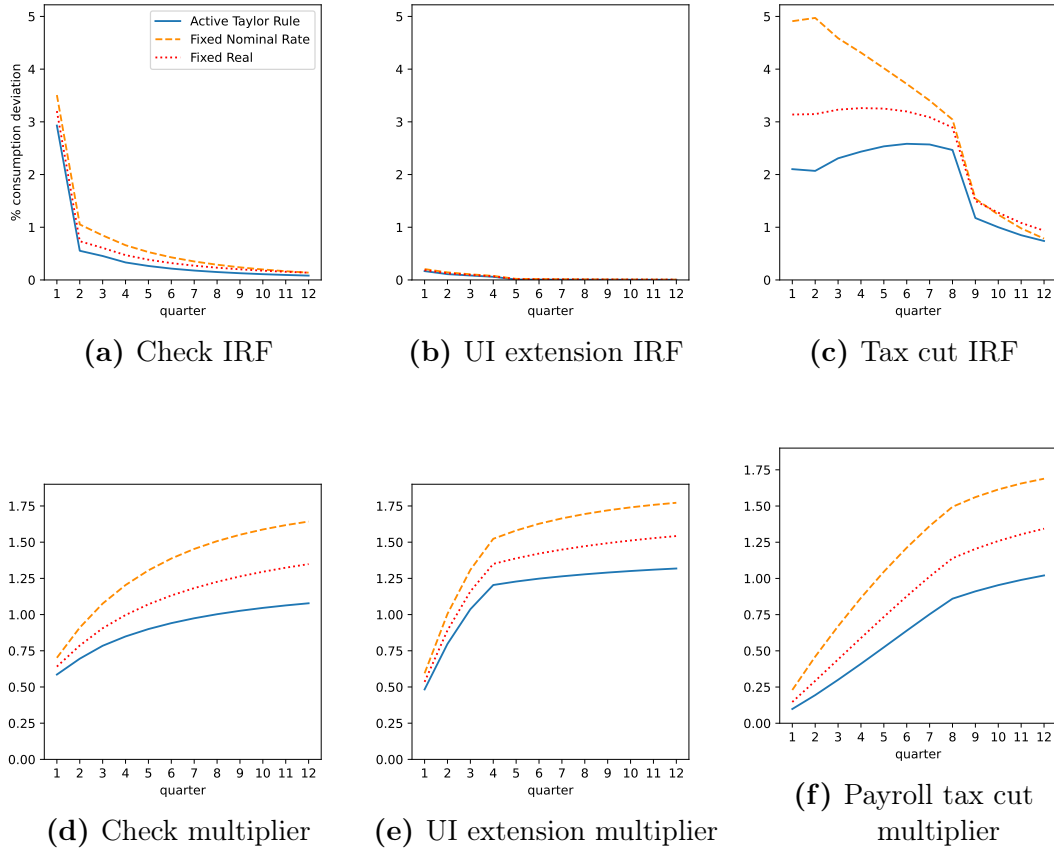 5
4
3
2
1
0
% consumption deviation
Active Taylor Rule
Fixed Nominal Rate
Fixed Real
1 2 3 4 5 6 7 8 9 10 11 12
quarter
(a) Check IRF
5
4
3
2
1
0
1 2 3 4 5 6 7 8 9 10 11 12
quarter
(b) UI extension IRF
5
4
3
2
1
0
1 2 3 4 5 6 7 8 9 10 11 12
quarter
(c) Tax cut IRF
1.75
1.50
1.25
1.00
0.75
0.50
0.25
0.00
1 2 3 4 5 6 7 8 9 10 11 12
quarter
(d) Check multiplier
1.75
1.50
1.25
1.00
0.75
0.50
0.25
0.00
1 2 3 4 5 6 7 8 9 10 11 12
quarter
(e) UI extension multiplier
1.75
1.50
1.25
1.00
0.75
0.50
0.25
0.00
1 2 3 4 5 6 7 8 9 10 11 12
quarter
(f) Payroll tax cut
multiplier